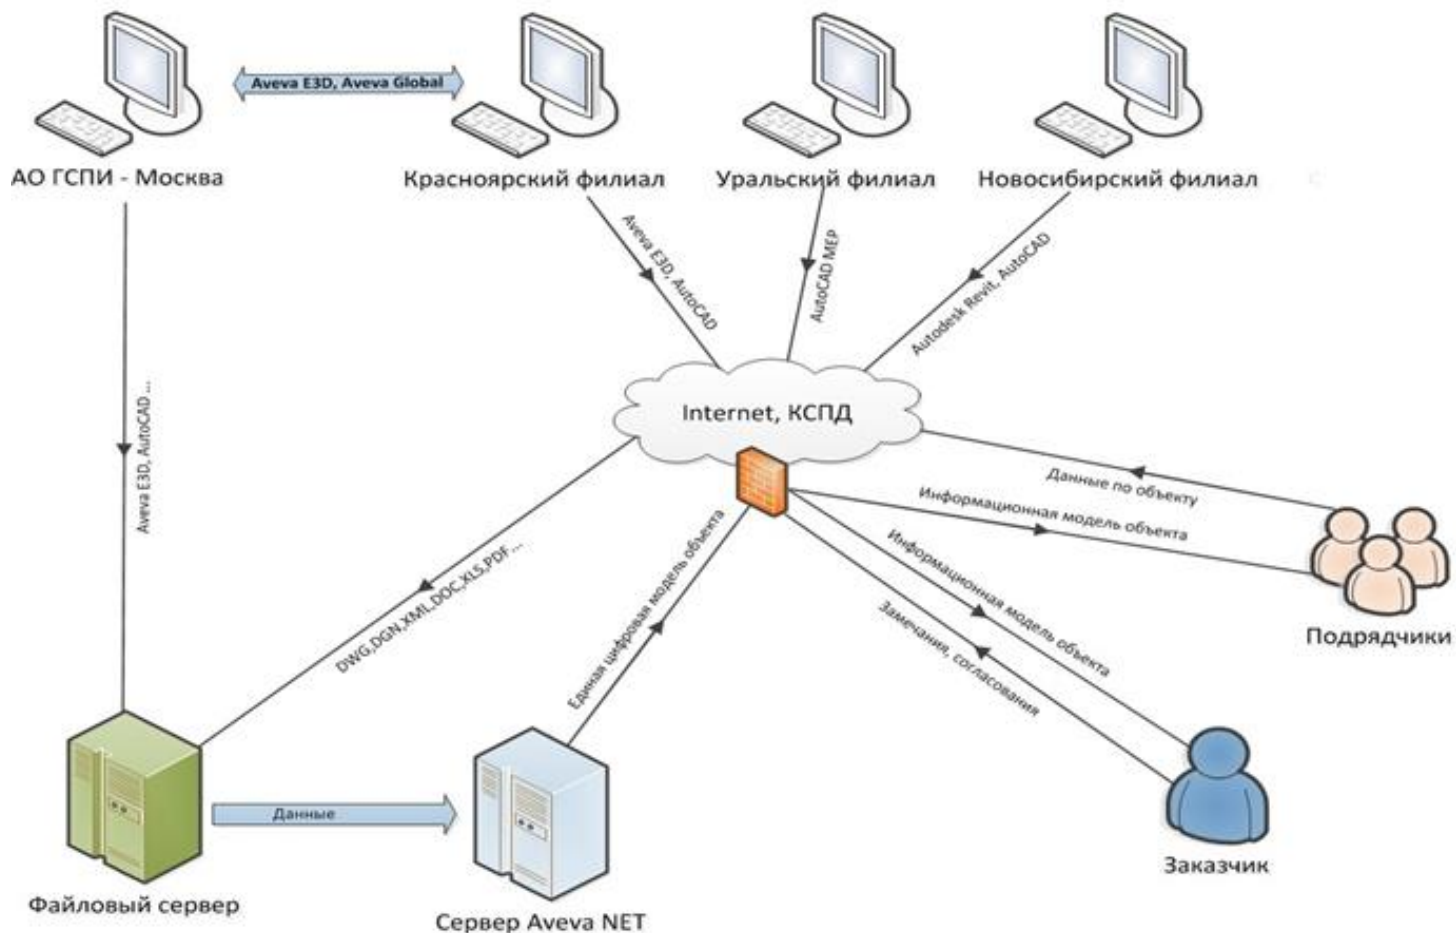 Aveva E3D, Aveva Global
АО ГСПИ - Москва
Красноярский филиал
Уральский филиал
Новосибирский филиал
Aveva E3D, AutoCAD
AutoCAD MEP
Autodesk Revit, AutoCAD
Aveva E3D, AutoCAD ...
Internet, КСПД
Данные по объекту
Информационная модель объекта
Информационная модель объекта
Замечания, согласования
DWG,DGN,XML,DOC,XLS,PDF...
Единая цифровая модель объекта
Подрядчики
Данные
Заказчик
Файловый сервер
Сервер Aveva NET